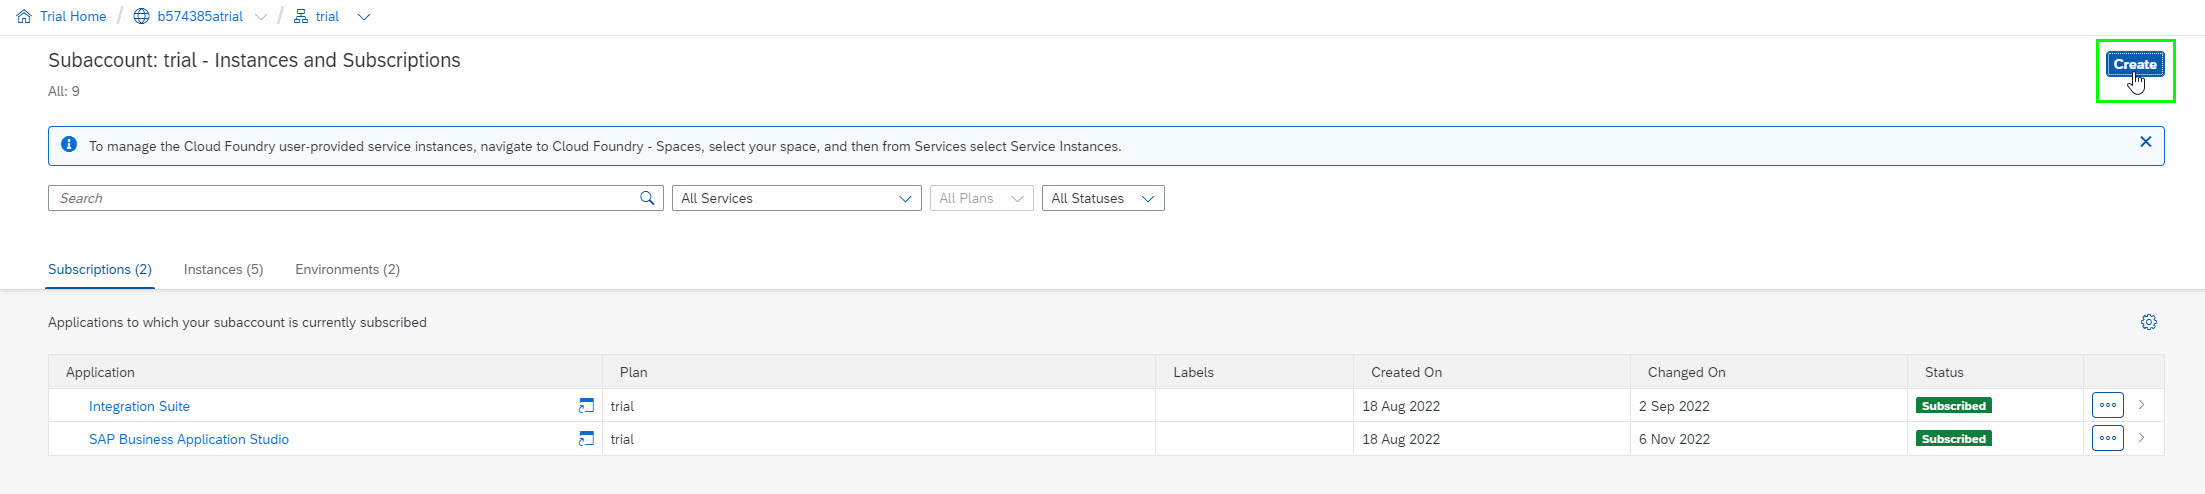 Trial Home / b574385atrial / trial
Subaccount: trial - Instances and Subscriptions
Create
All: 9
To manage the Cloud Foundry user-provided service instances, navigate to Cloud Foundry - Spaces, select your space, and then from Services select Service Instances.
Search All Services All Plans All Statuses
Subscriptions (2) Instances (5) Environments (2)
Applications to which your subaccount is currently subscribed
Application Plan Labels Created On Changed On Status
Integration Suite trial 18 Aug 2022 2 Sep 2022 Subscribed
SAP Business Application Studio trial 18 Aug 2022 6 Nov 2022 Subscribed